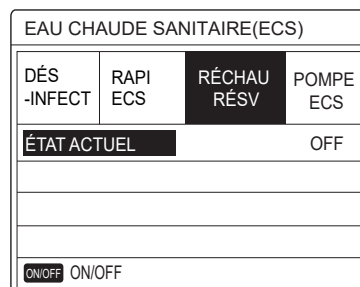 EAU CHAUDE SANITAIRE(ECS)
DÉS
-INFECT
RAPI
ECS
RÉCHAU
RÉSV
POMPE
ECS
ÉTAT ACTUEL OFF
ON/OFF ON/OFF